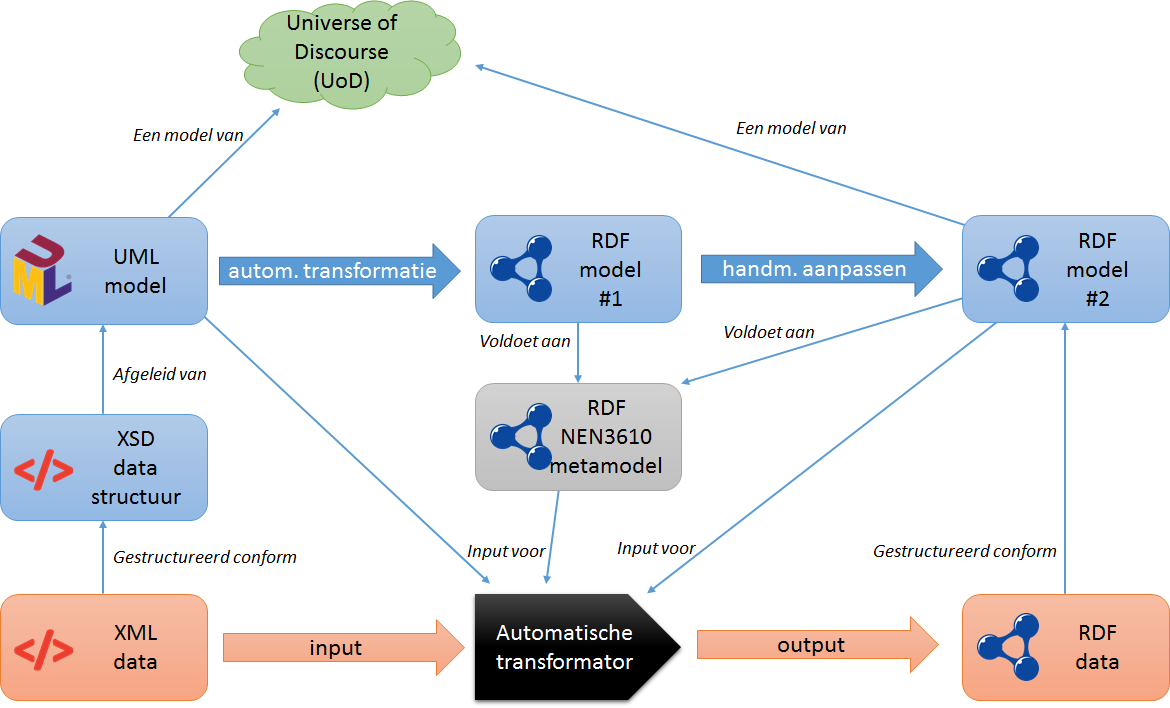 Universe of
Discourse
(UoD)
Een model van
Een model van
UML
UML
model
autom. transformatie
RDF
model
#1
handm. aanpassen
RDF
model
#2
Voldoet aan
Voldoet aan
Afgeleid van
RDF
NEN3610
metamodel
</>
XSD
data
structuur
Input voor
Input voor
Gestructureerd conform
Gestructureerd conform
</>
XML
data
input
Automatische
transformator
output
RDF
data